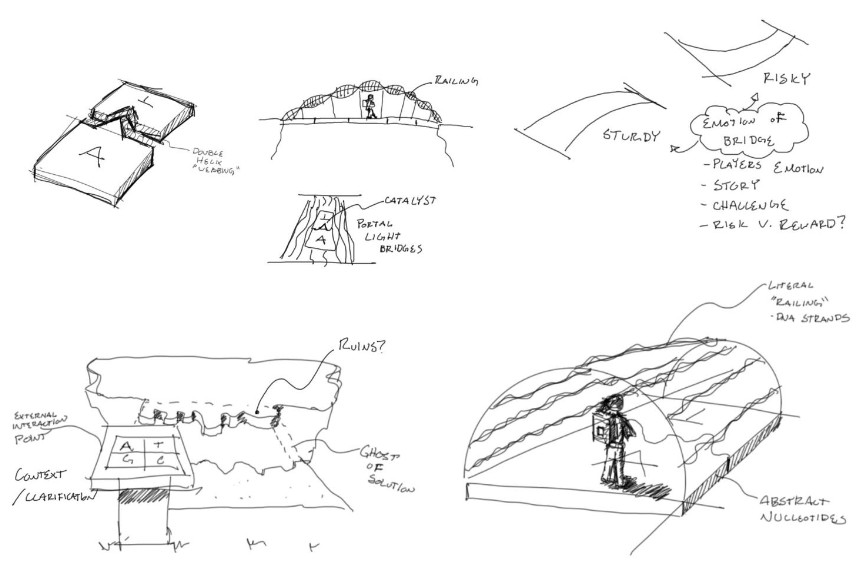 I
A
DOUBLE
HELIX
"WEBBING"
RAILING
CATALYST
PORTAL
LIGHT
BRIDGES
I
A
A
RISKY
STURDY
EMOTION OF
BRIDGE
- PLAYERS EMOTION
- STORY
- CHALLENGE
- RISK V. REWARD?
RUINS?
EXTERNAL
INTERACTION
POINT
A T
G C
CONTEXT
/CLARIFICATION
GHOST
OF
SOLUTION
LITERAL
"RAILING"
- DNA STRANDS
ABSTRACT
NUCLEOTIDES